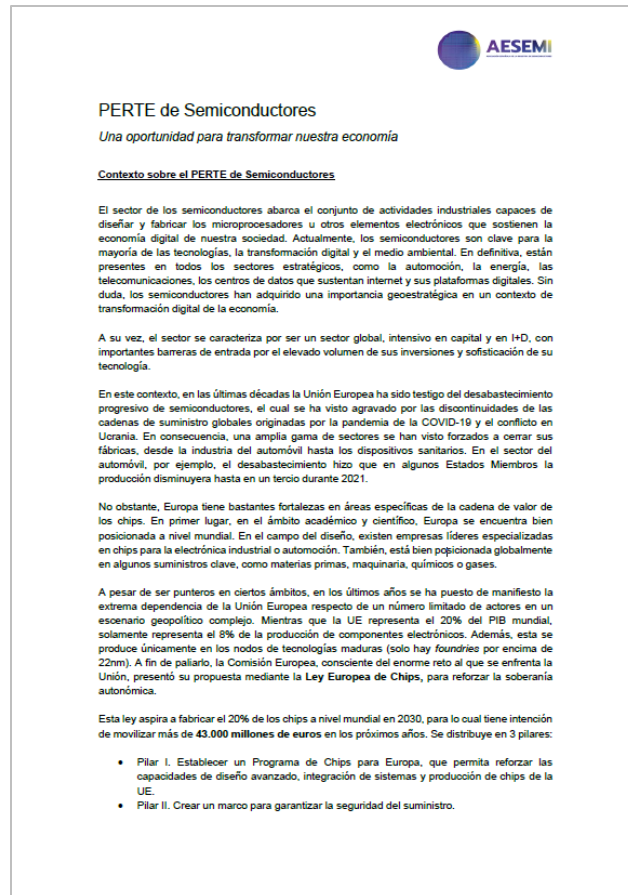 AESEMI
PERTE de Semiconductores
Una oportunidad para transformar nuestra economía
Contexto sobre el PERTE de Semiconductores
El sector de los semiconductores abarca el conjunto de actividades industriales capaces de
diseñar y fabricar los microprocesadores u otros elementos electrónicos que sostienen la
economía digital de nuestra sociedad. Actualmente, los semiconductores son clave para la
mayoría de las tecnologías, la transformación digital y el medio ambiental. En definitiva, están
presentes en todos los sectores estratégicos, como la automoción, la energía, las
telecomunicaciones, los centros de datos que sustentan internet y sus plataformas digitales. Sin
duda, los semiconductores han adquirido una importancia geoestratégica en un contexto de
transformación digital de la economía.
A su vez, el sector se caracteriza por ser un sector global, intensivo en capital y en I+D, con
importantes barreras de entrada por el elevado volumen de sus inversiones y sofisticación de su
tecnología.
En este contexto, en las últimas décadas la Unión Europea ha sido testigo del desabastecimiento
progresivo de semiconductores, el cual se ha visto agravado por las discontinuidades de las
cadenas de suministro globales originadas por la pandemia de la COVID-19 y el conflicto en
Ucrania. En consecuencia, una amplia gama de sectores se han visto forzados a cerrar sus
fábricas, desde la industria del automóvil hasta los dispositivos sanitarios. En el sector del
automóvil, por ejemplo, el desabastecimiento hizo que en algunos Estados Miembros la
producción disminuyera hasta en un tercio durante 2021.
No obstante, Europa tiene bastantes fortalezas en áreas específicas de la cadena de valor de
los chips. En primer lugar, en el ámbito académico y científico, Europa se encuentra bien
posicionada a nivel mundial. En el campo del diseño, existen empresas líderes especializadas
en chips para la electrónica industrial o automoción. También, está bien posicionada globalmente
en algunos suministros clave, como materias primas, maquinaria, químicos o gases.
A pesar de ser punteros en ciertos ámbitos, en los últimos años se ha puesto de manifiesto la
extrema dependencia de la Unión Europea respecto de un número limitado de actores en un
escenario geopolítico complejo. Mientras que la UE representa el 20% del PIB mundial,
solamente representa el 8% de la producción de componentes electrónicos. Además, esta se
produce únicamente en los nodos de tecnologías maduras (solo hay foundries por encima de
22nm). A fin de paliarlo, la Comisión Europea, consciente del enorme reto al que se enfrenta la
Unión, presentó su propuesta mediante la Ley Europea de Chips, para reforzar la soberanía
autonómica.
Esta ley aspira a fabricar el 20% de los chips a nivel mundial en 2030, para lo cual tiene intención
de movilizar más de 43.000 millones de euros en los próximos años. Se distribuye en 3 pilares:
• Pilar I. Establecer un Programa de Chips para Europa, que permita reforzar las
capacidades de diseño avanzado, integración de sistemas y producción de chips de la
UE.
• Pilar II. Crear un marco para garantizar la seguridad del suministro.